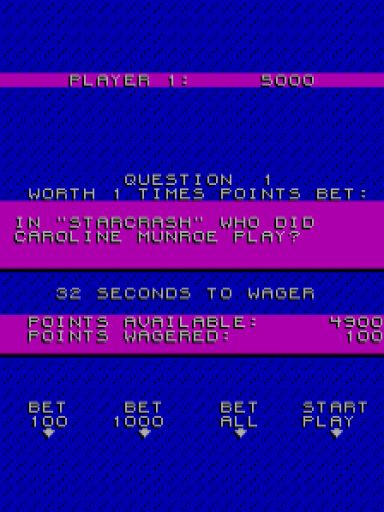 PLAYER 1: 5000
QUESTION 1
WORTH 1 TIMES POINTS BET:
IN "STARCRASH" WHO DID
CAROLINE MUNROE PLAY?
32 SECONDS TO WAGER
POINTS AVAILABLE: 4900
POINTS WAGERED: 100
BET BET BET START
100 1000 ALL PLAY